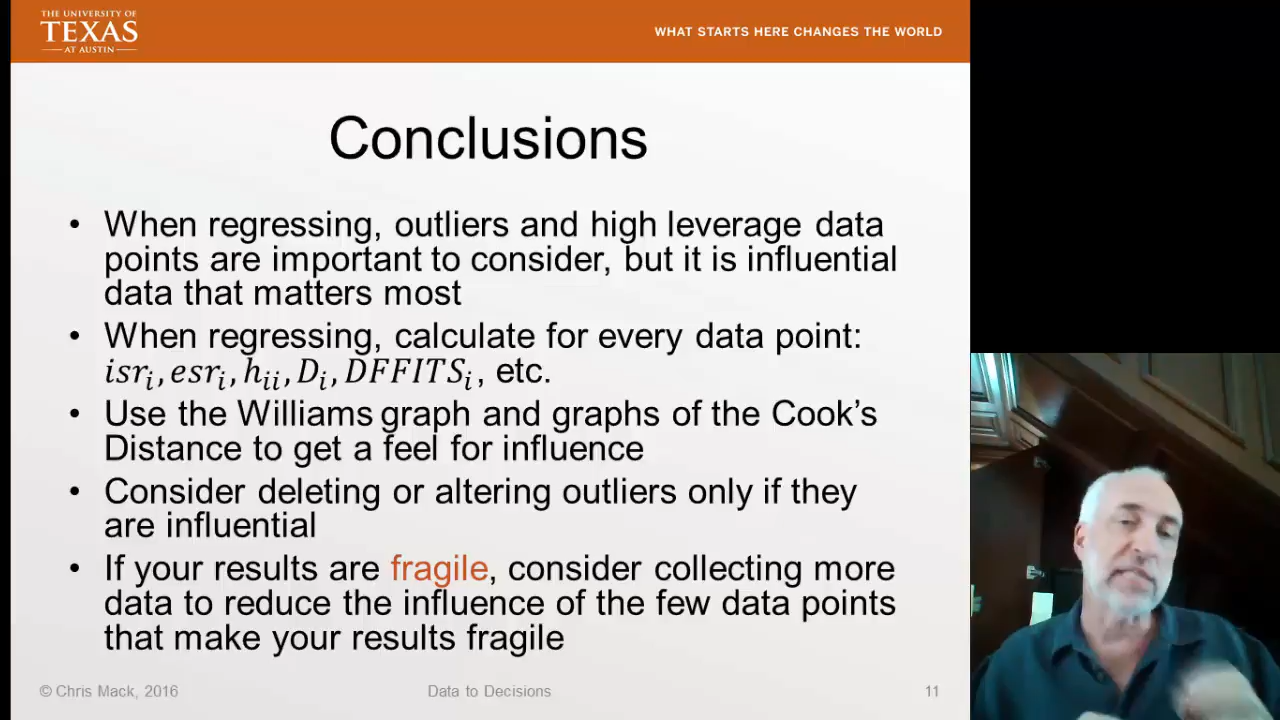 THE UNIVERSITY OF
TEXAS
AT AUSTIN
WHAT STARTS HERE CHANGES THE WORLD
Conclusions
• When regressing, outliers and high leverage data
points are important to consider, but it is influential
data that matters most
• When regressing, calculate for every data point:
isrᵢ, esrᵢ, hᵢᵢ, Dᵢ, DFFITSᵢ, etc.
• Use the Williams graph and graphs of the Cook's
Distance to get a feel for influence
• Consider deleting or altering outliers only if they
are influential
• If your results are fragile, consider collecting more
data to reduce the influence of the few data points
that make your results fragile
© Chris Mack, 2016
Data to Decisions
11